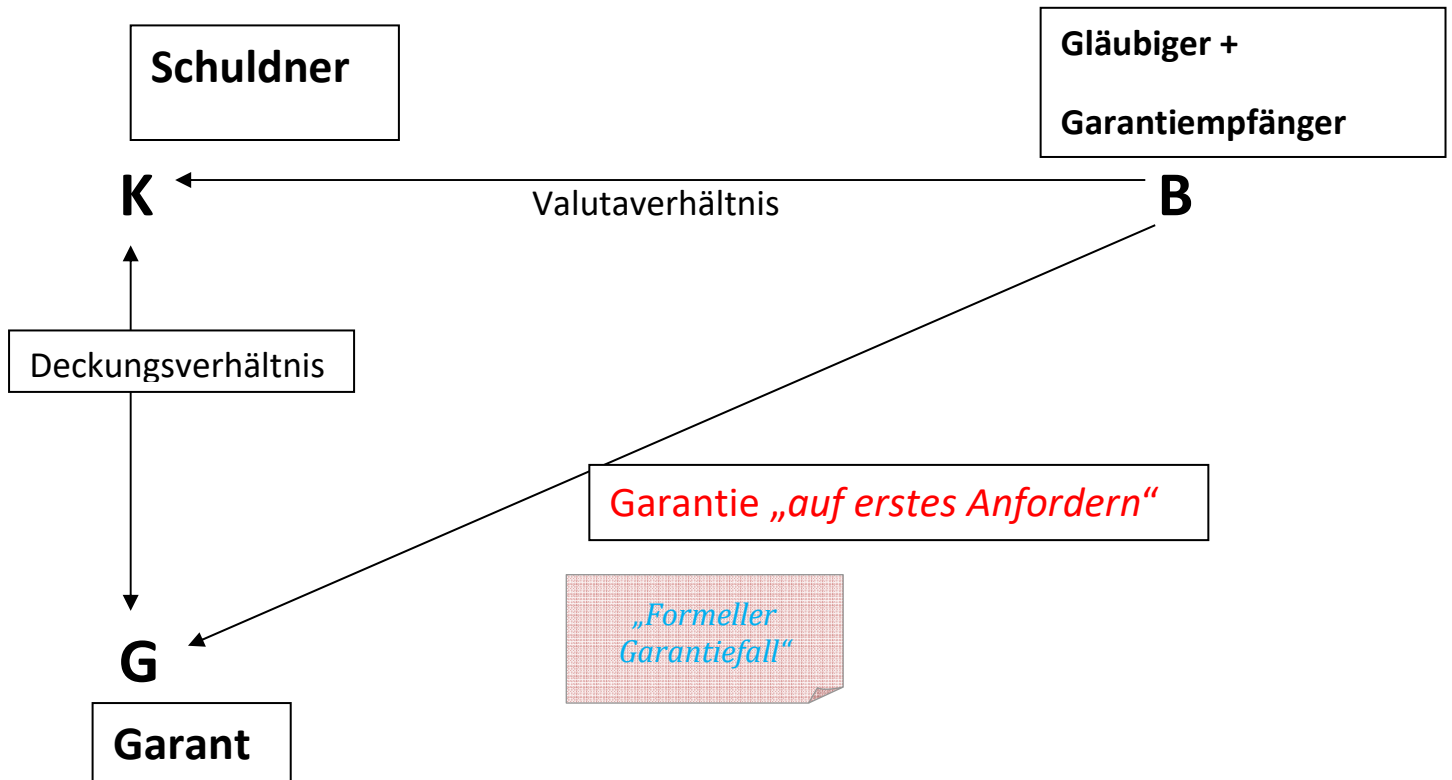 Schuldner
Gläubiger +
Garantiempfänger
K
B
Valutaverhältnis
Deckungsverhältnis
Garantie „auf erstes Anfordern“
„Formeller
Garantiefall“
G
Garant